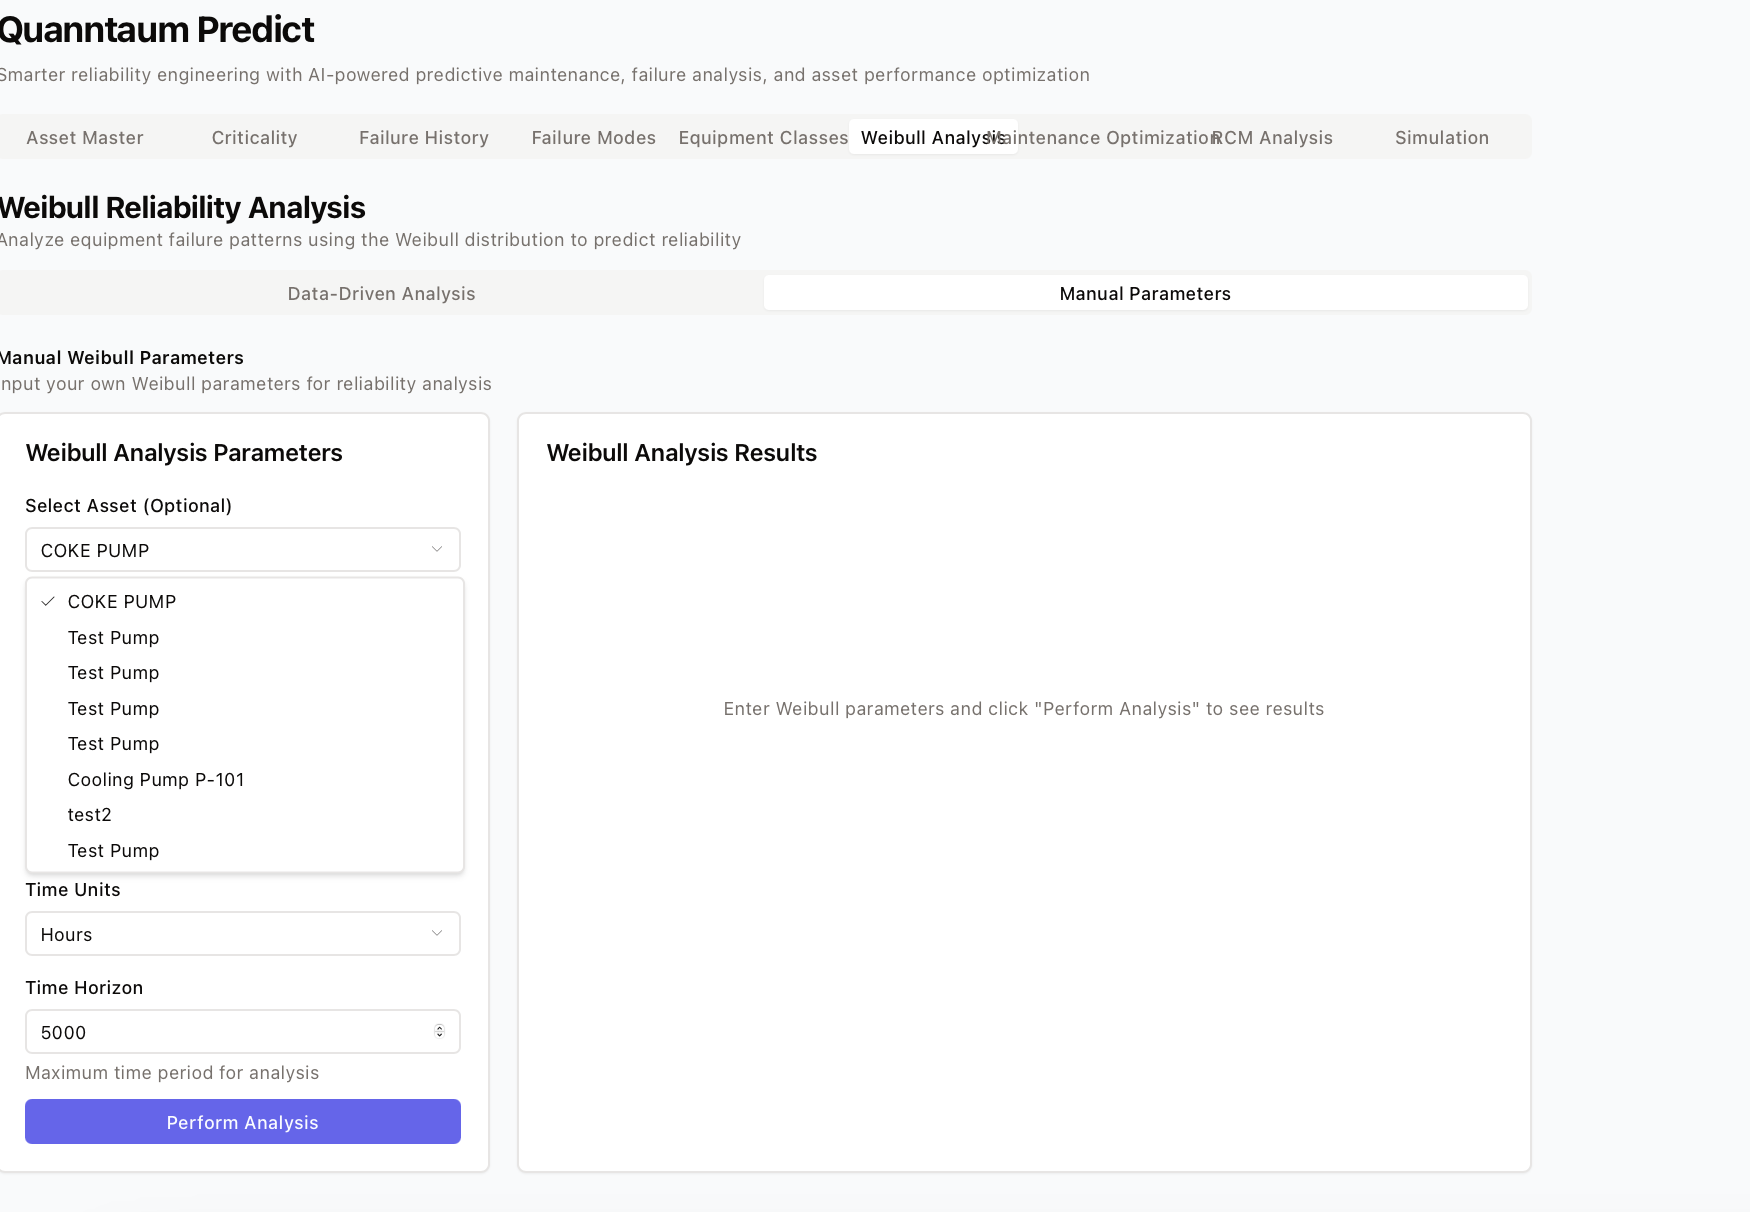 Quanntaum Predict
Smarter reliability engineering with AI-powered predictive maintenance, failure analysis, and asset performance optimization
Asset Master Criticality Failure History Failure Modes Equipment Classes Weibull Analysis Maintenance Optimization RCM Analysis Simulation
Weibull Reliability Analysis
Analyze equipment failure patterns using the Weibull distribution to predict reliability
Data-Driven Analysis Manual Parameters
Manual Weibull Parameters
Input your own Weibull parameters for reliability analysis
Weibull Analysis Parameters
Select Asset (Optional)
COKE PUMP
COKE PUMP
Test Pump
Test Pump
Test Pump
Test Pump
Cooling Pump P-101
test2
Test Pump
Time Units
Hours
Time Horizon
5000
Maximum time period for analysis
Perform Analysis
Weibull Analysis Results
Enter Weibull parameters and click "Perform Analysis" to see results